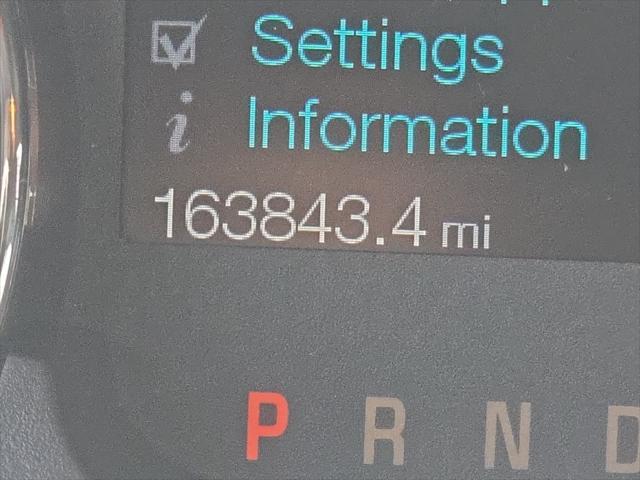 Settings
Information
163843.4 mi
P R N D